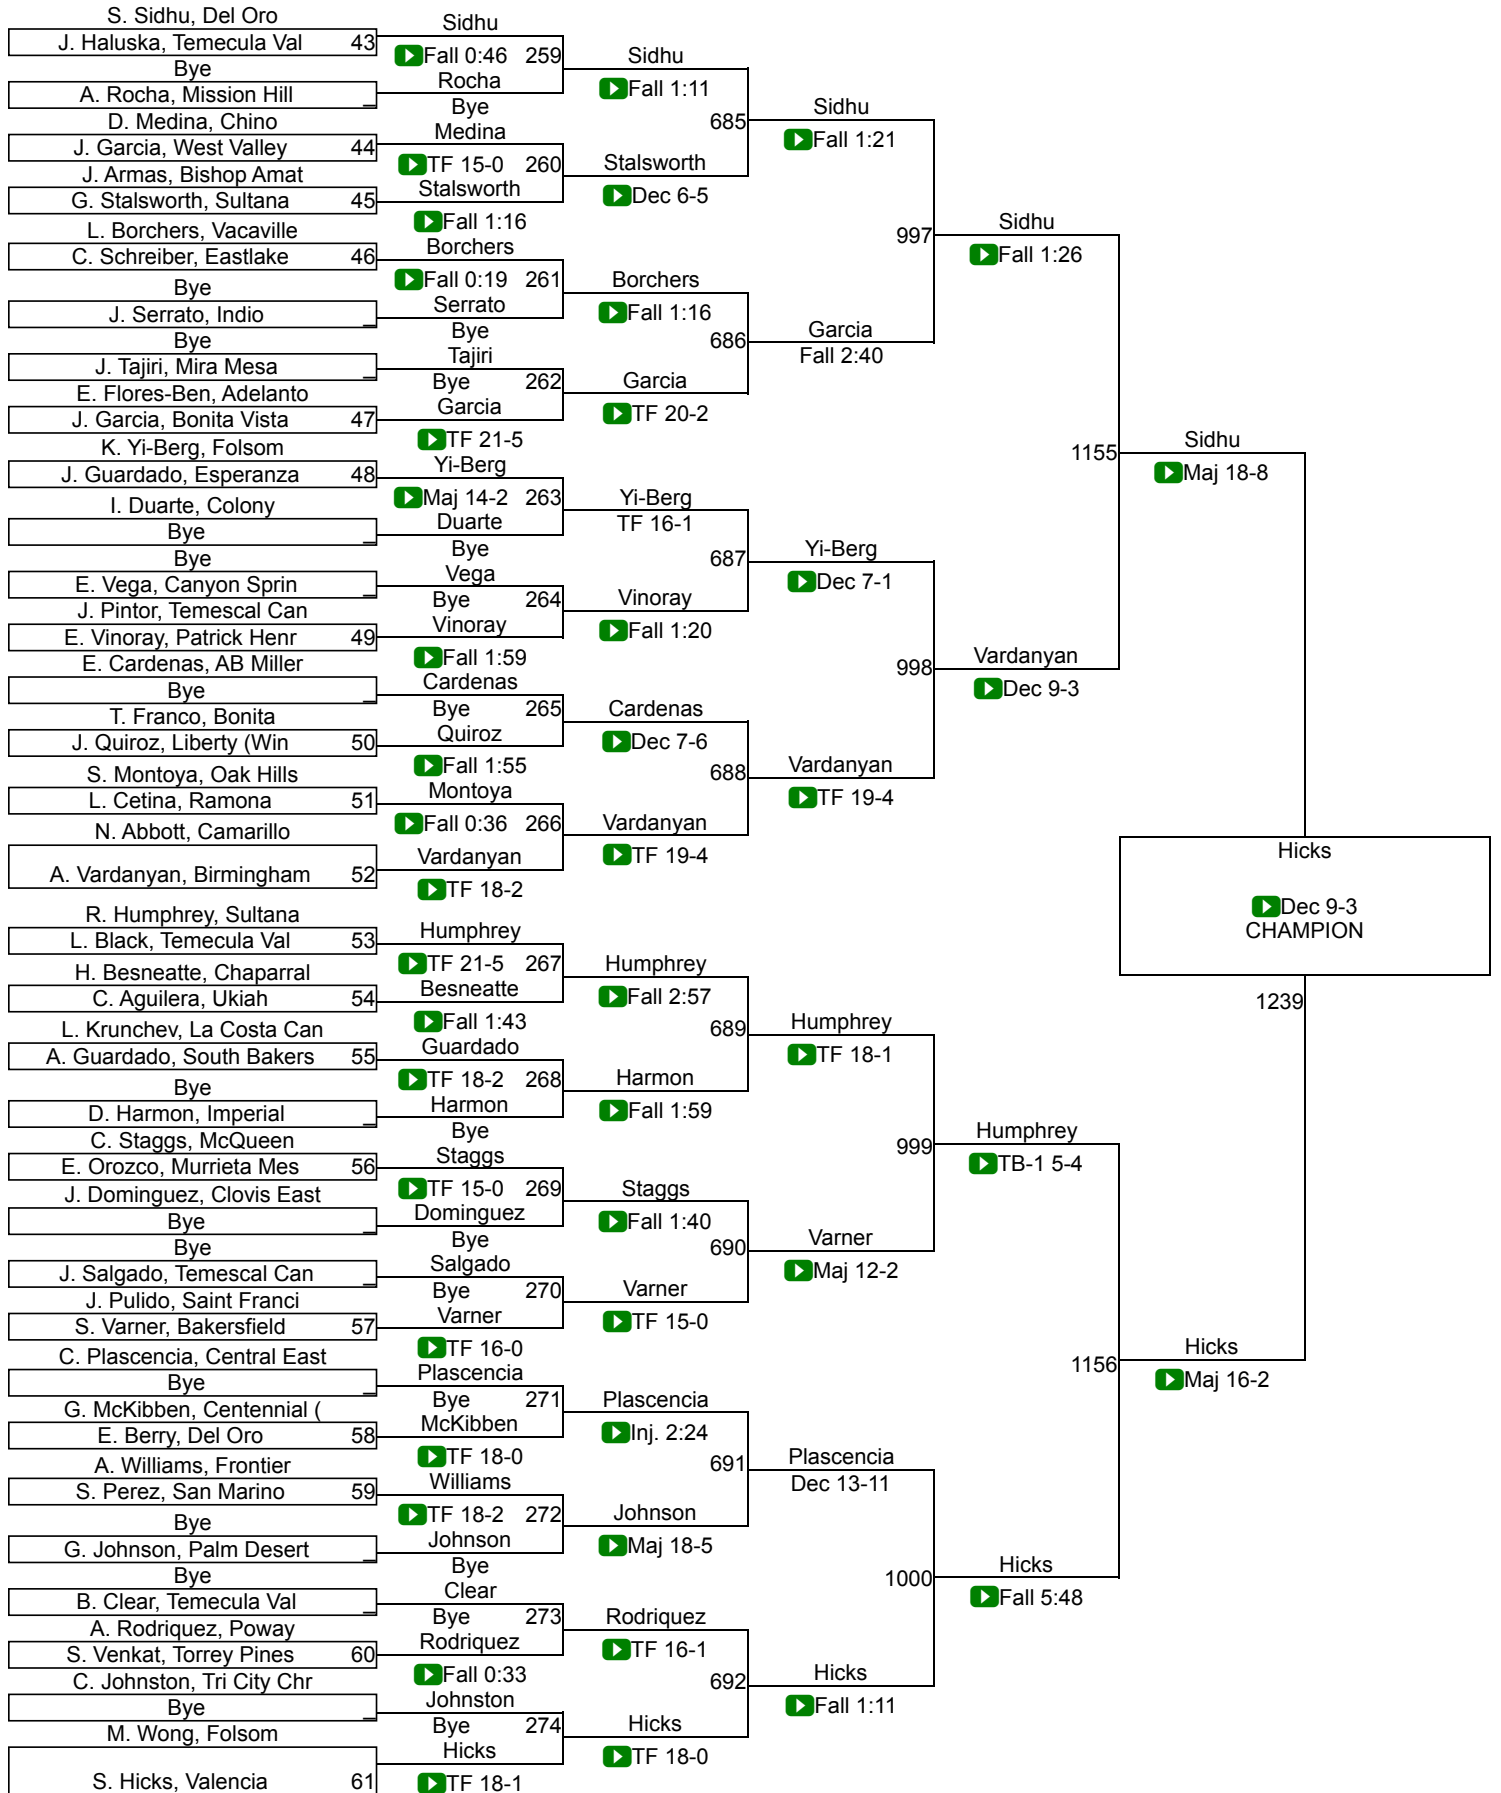 S. Sidhu, Del Oro
J. Haluska, Temecula Val 43
Bye
A. Rocha, Mission Hill _
D. Medina, Chino
J. Garcia, West Valley 44
J. Armas, Bishop Amat
G. Stalsworth, Sultana 45
L. Borchers, Vacaville
C. Schreiber, Eastlake 46
Bye
J. Serrato, Indio _
Bye
J. Tajiri, Mira Mesa _
E. Flores-Ben, Adelanto
J. Garcia, Bonita Vista 47
K. Yi-Berg, Folsom
J. Guardado, Esperanza 48
I. Duarte, Colony
Bye _
Bye
E. Vega, Canyon Sprin _
J. Pintor, Temescal Can
E. Vinoray, Patrick Henr 49
E. Cardenas, AB Miller
Bye _
T. Franco, Bonita
J. Quiroz, Liberty (Win 50
S. Montoya, Oak Hills
L. Cetina, Ramona 51
N. Abbott, Camarillo
A. Vardanyan, Birmingham 52
R. Humphrey, Sultana
L. Black, Temecula Val 53
H. Besneatte, Chaparral
C. Aguilera, Ukiah 54
L. Krunchev, La Costa Can
A. Guardado, South Bakers 55
Bye
D. Harmon, Imperial _
C. Staggs, McQueen
E. Orozco, Murrieta Mes 56
J. Dominguez, Clovis East
Bye _
Bye
J. Salgado, Temescal Can _
J. Pulido, Saint Franci
S. Varner, Bakersfield 57
C. Plascencia, Central East
Bye _
G. McKibben, Centennial (
E. Berry, Del Oro 58
A. Williams, Frontier
S. Perez, San Marino 59
Bye
G. Johnson, Palm Desert _
Bye
B. Clear, Temecula Val _
A. Rodriquez, Poway
S. Venkat, Torrey Pines 60
C. Johnston, Tri City Chr
Bye _
M. Wong, Folsom
S. Hicks, Valencia 61
Sidhu
Fall 0:46 259
Rocha
Bye
Medina
TF 15-0 260
Stalsworth
Fall 1:16
Borchers
Fall 0:19 261
Serrato
Bye
Tajiri
Bye 262
Garcia
TF 21-5
Yi-Berg
Maj 14-2 263
Duarte
Bye
Vega
Bye 264
Vinoray
Fall 1:59
Cardenas
Bye 265
Quiroz
Fall 1:55
Montoya
Fall 0:36 266
Vardanyan
TF 18-2
Humphrey
TF 21-5 267
Besneatte
Fall 1:43
Guardado
TF 18-2 268
Harmon
Bye
Staggs
TF 15-0 269
Dominguez
Bye
Salgado
Bye 270
Varner
TF 16-0
Plascencia
Bye 271
McKibben
TF 18-0
Williams
TF 18-2 272
Johnson
Bye
Clear
Bye 273
Rodriquez
Fall 0:33
Johnston
Bye 274
Hicks
TF 18-1
Sidhu
Fall 1:11
685
Stalsworth
Dec 6-5
Borchers
Fall 1:16
686
Garcia
TF 20-2
Yi-Berg
TF 16-1
687
Vinoray
Fall 1:20
Cardenas
Dec 7-6
688
Vardanyan
TF 19-4
Humphrey
Fall 2:57
689
Harmon
Fall 1:59
Staggs
Fall 1:40
690
Varner
TF 15-0
Plascencia
Inj. 2:24
691
Johnson
Maj 18-5
Rodriquez
TF 16-1
692
Hicks
TF 18-0
Sidhu
Fall 1:21
997
Garcia
Fall 2:40
Yi-Berg
Dec 7-1
998
Vardanyan
TF 19-4
Humphrey
TF 18-1
999
Varner
Maj 12-2
Plascencia
Dec 13-11
1000
Hicks
Fall 1:11
Sidhu
Fall 1:26
1155
Vardanyan
Dec 9-3
Humphrey
TB-1 5-4
1156
Hicks
Fall 5:48
Sidhu
Maj 18-8
Hicks
Dec 9-3
CHAMPION
1239
Hicks
Maj 16-2